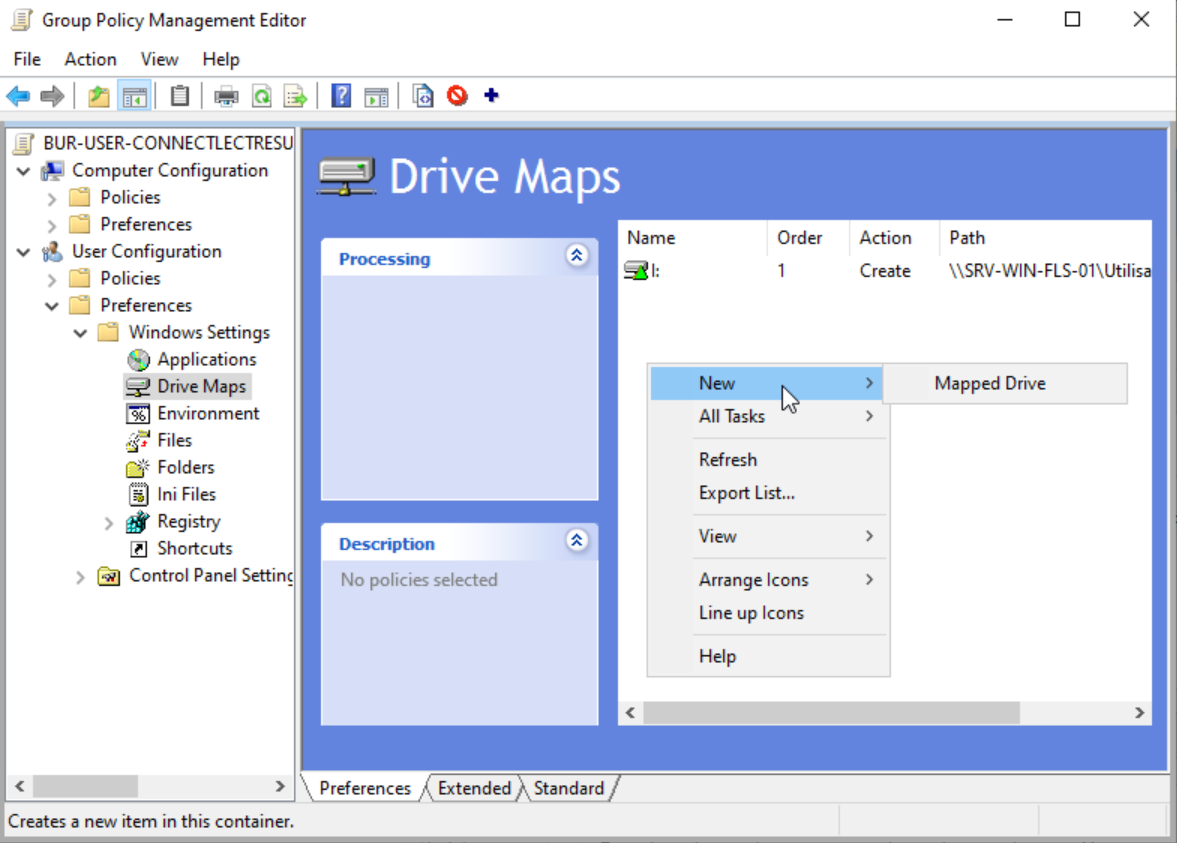 Group Policy Management Editor
File Action View Help
BUR-USER-CONNECTLECTRESU
Computer Configuration
Policies
Preferences
User Configuration
Policies
Preferences
Windows Settings
Applications
Drive Maps
Environment
Files
Folders
Ini Files
Registry
Shortcuts
Control Panel Setting
Drive Maps
Processing
Description
No policies selected
Name Order Action Path
I: 1 Create \\SRV-WIN-FLS-01\Utilisa
New
Mapped Drive
All Tasks
Refresh
Export List...
View
Arrange Icons
Line up Icons
Help
Preferences Extended Standard
Creates a new item in this container.